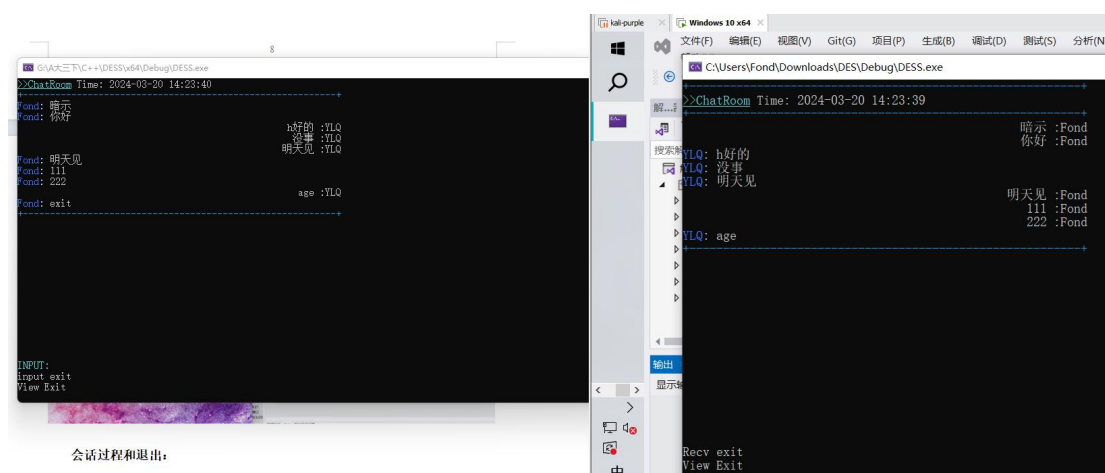 8
G:\A大三下\C++\DESS\x64\Debug\DESS.exe
>>ChatRoom Time: 2024-03-20 14:23:40
Fond: 暗示
Fond: 你好
h好的 :YLQ
没事 :YLQ
明天见 :YLQ
Fond: 明天见
Fond: 111
Fond: 222
age :YLQ
Fond: exit
INPUT:
input exit
View Exit
会话过程和退出:
kali-purple
Windows 10 x64
文件(F) 编辑(E) 视图(V) Git(G) 项目(P) 生成(B) 调试(D) 测试(S) 分析(N
C:\Users\Fond\Downloads\DES\Debug\DESS.exe
>>ChatRoom Time: 2024-03-20 14:23:39
暗示 :Fond
你好 :Fond
YLQ: h好的
YLQ: 没事
YLQ: 明天见
明天见 :Fond
111 :Fond
222 :Fond
YLQ: age
Recv exit
View Exit
解...
搜索解
输出
显示输
中